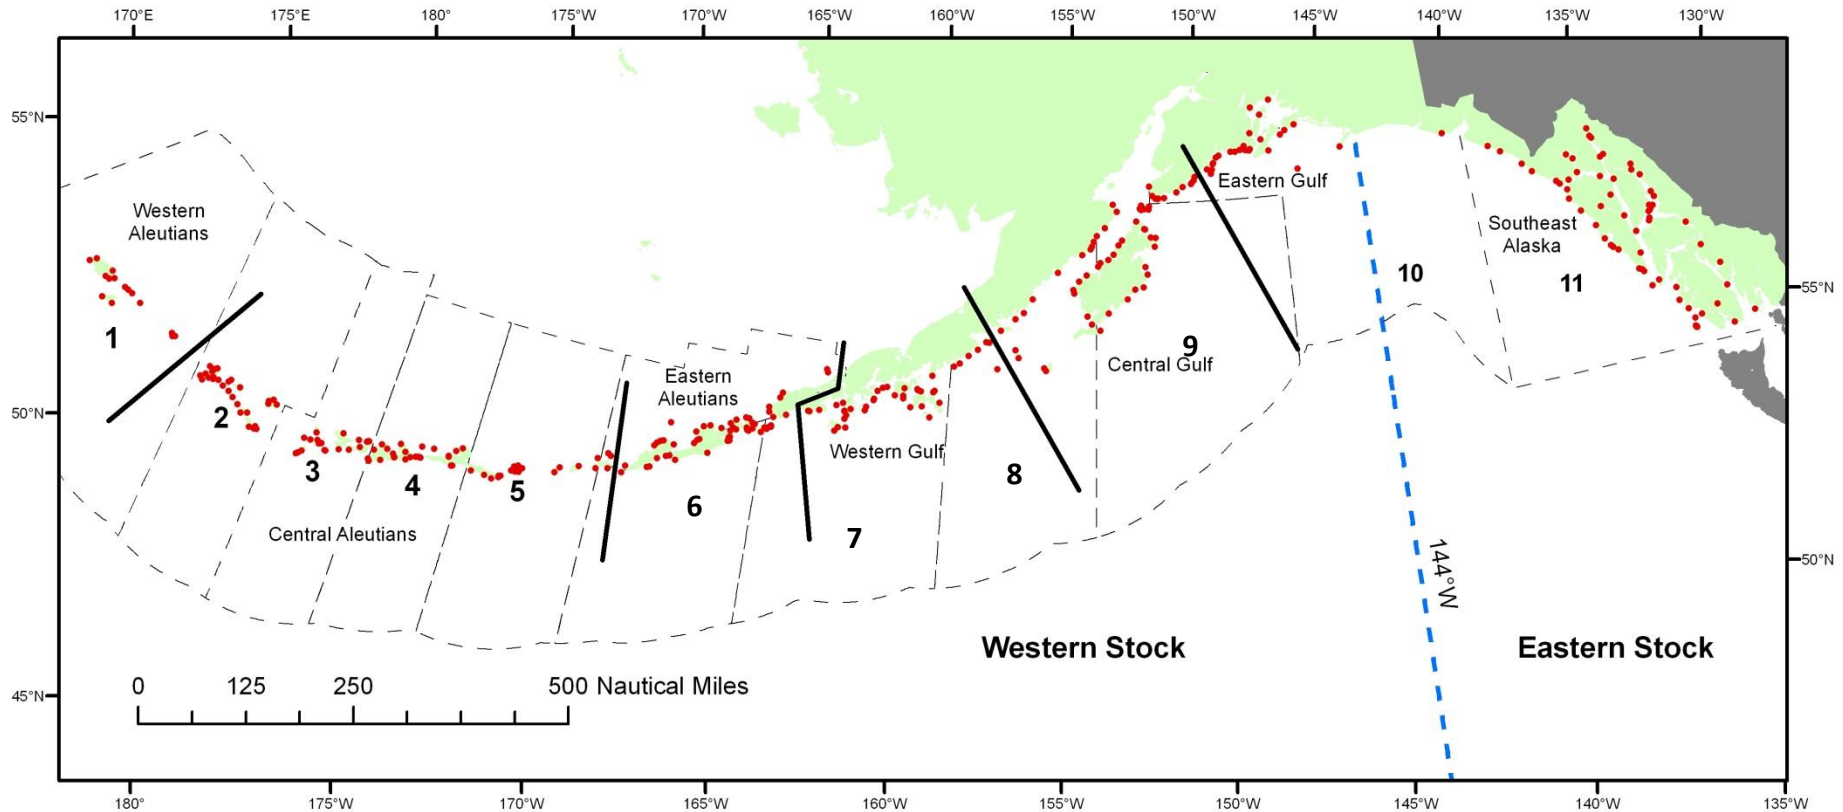 170°E 175°E 180° 175°W 170°W 165°W 160°W 155°W 150°W 145°W 140°W 135°W 130°W
55°N
Western
Aleutians
Eastern Gulf
Southeast
Alaska
10
11
55°N
1
9
Central Gulf
Eastern
Aleutians
2
50°N
Western Gulf
3
4
5
6
8
7
Central Aleutians
50°N
144°W
Western Stock
Eastern Stock
0 125 250 500 Nautical Miles
45°N
180° 175°W 170°W 165°W 160°W 155°W 150°W 145°W 140°W 135°W